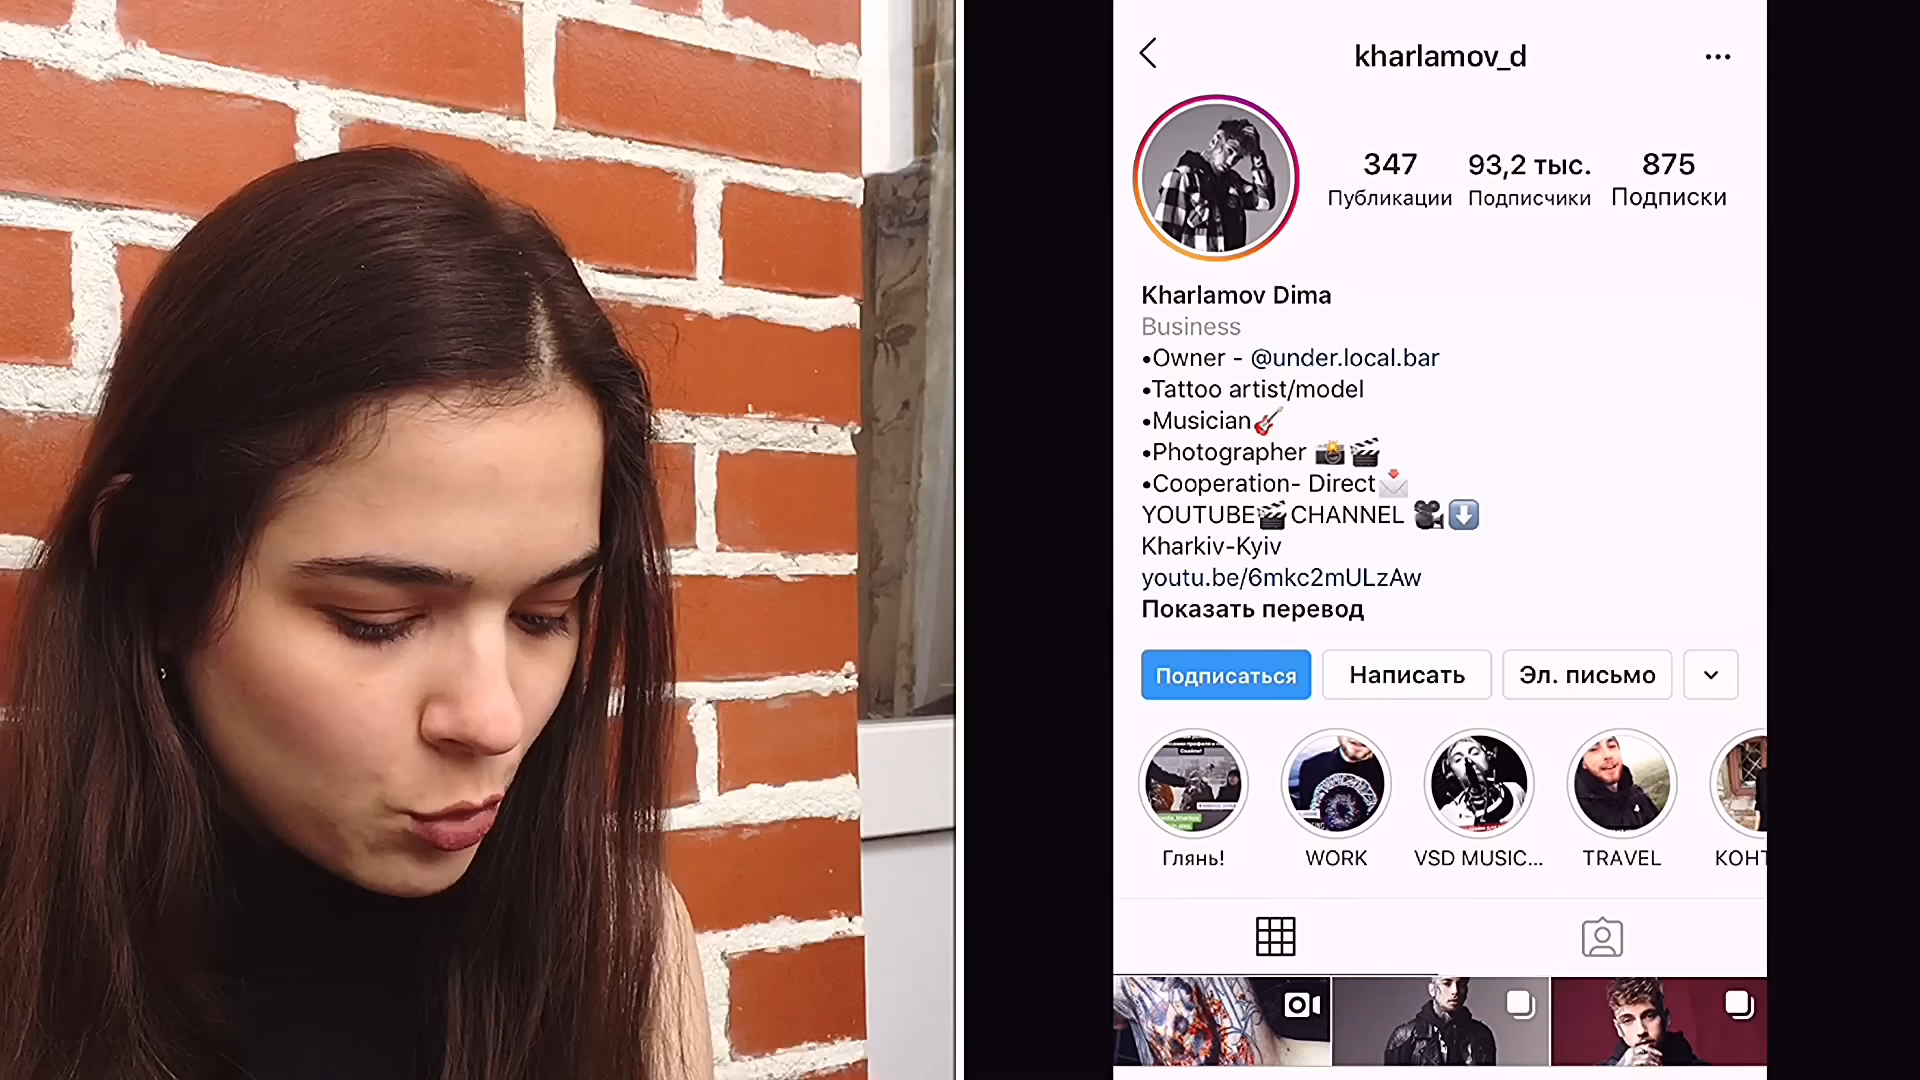 kharlamov_d
347
93,2 тыс.
875
Публикации
Подписчики
Подписки
Kharlamov Dima
Business
•Owner - @under.local.bar
•Tattoo artist/model
•Musician🎸
•Photographer 📸🎬
•Cooperation- Direct📩
YOUTUBE🎬CHANNEL 🎥⬇️
Kharkiv-Kyiv
youtu.be/6mkc2mULzAw
Показать перевод
Подписаться
Написать
Эл. письмо
Глянь!
WORK
VSD MUSIC...
TRAVEL
КОНТ